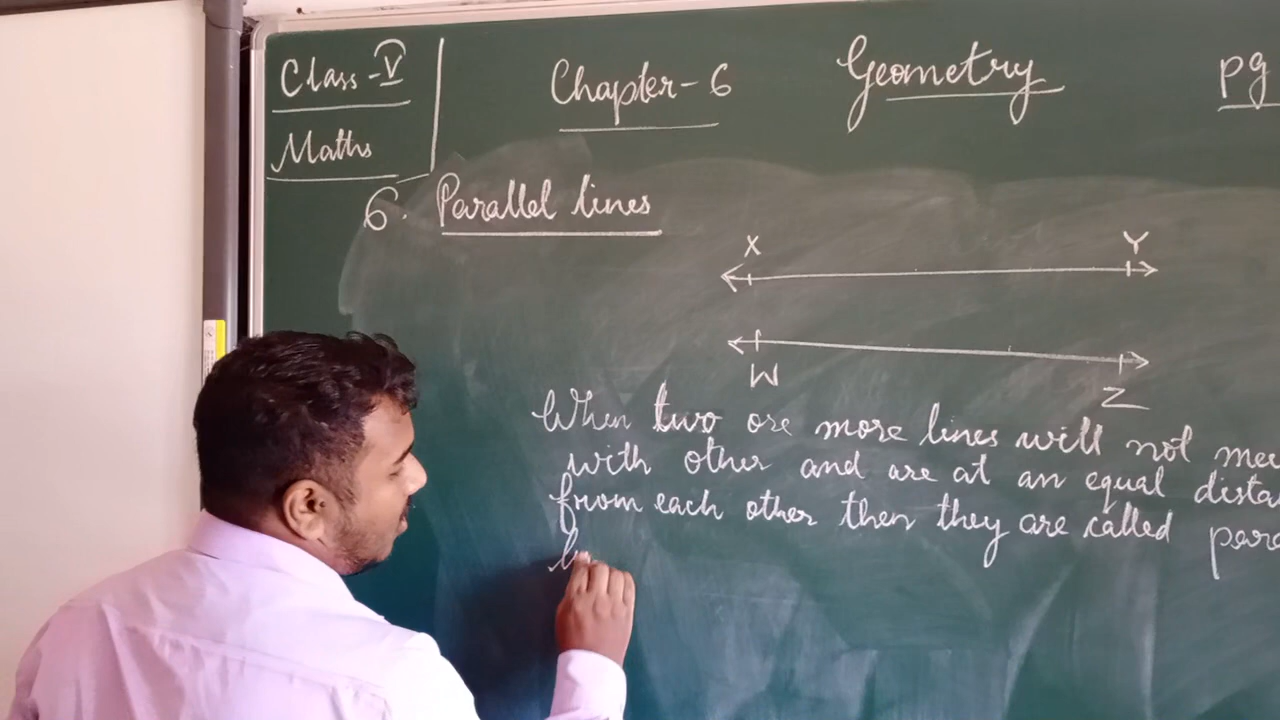 Class-V Chapter-6 Geometry pg
Maths
6. Parallel lines
X Y
W Z
When two ore more lines will not mee
with other and are at an equal dista
from each other then they are called para